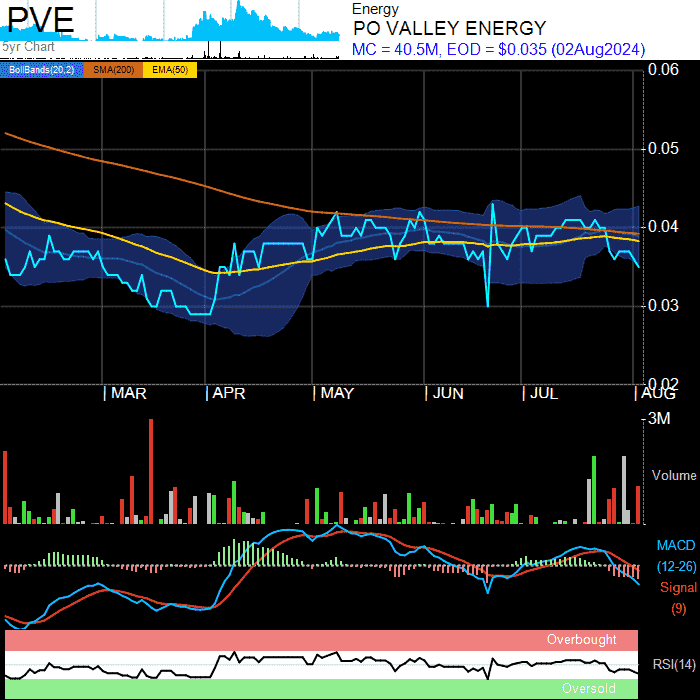 PVE
5yr Chart
Energy
PO VALLEY ENERGY
MC = 40.5M, EOD = $0.035 (02Aug2024)
BollBands(20,2) SMA(200) EMA(50)
0.06
0.05
0.04
0.03
0.02
MAR APR MAY JUN JUL AUG
3M
Volume
MACD
(12-26)
Signal
(9)
Overbought
RSI(14)
Oversold